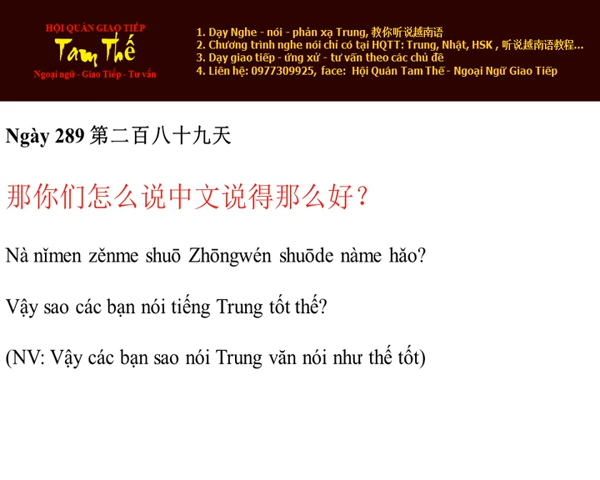 HỘI QUÁN GIAO TIẾP
Tam Thế
Ngoại ngữ - Giao Tiếp - Tư vấn
1. Dạy Nghe - nói - phản xạ Trung, 教你听说越南语
2. Chương trình nghe nói chỉ có tại HQTT: Trung, Nhật, HSK , 听说越南语教程...
3. Dạy giao tiếp - ứng xử - tư vấn theo các chủ đề
4. Liên hệ: 0977309925, face: Hội Quán Tam Thế - Ngoại Ngữ Giao Tiếp
Ngày 289 第二百八十九天
那你们怎么说中文说得那么好？
Nà nǐmen zěnme shuō Zhōngwén shuōde nàme hǎo?
Vậy sao các bạn nói tiếng Trung tốt thế?
(NV: Vậy các bạn sao nói Trung văn nói như thế tốt)